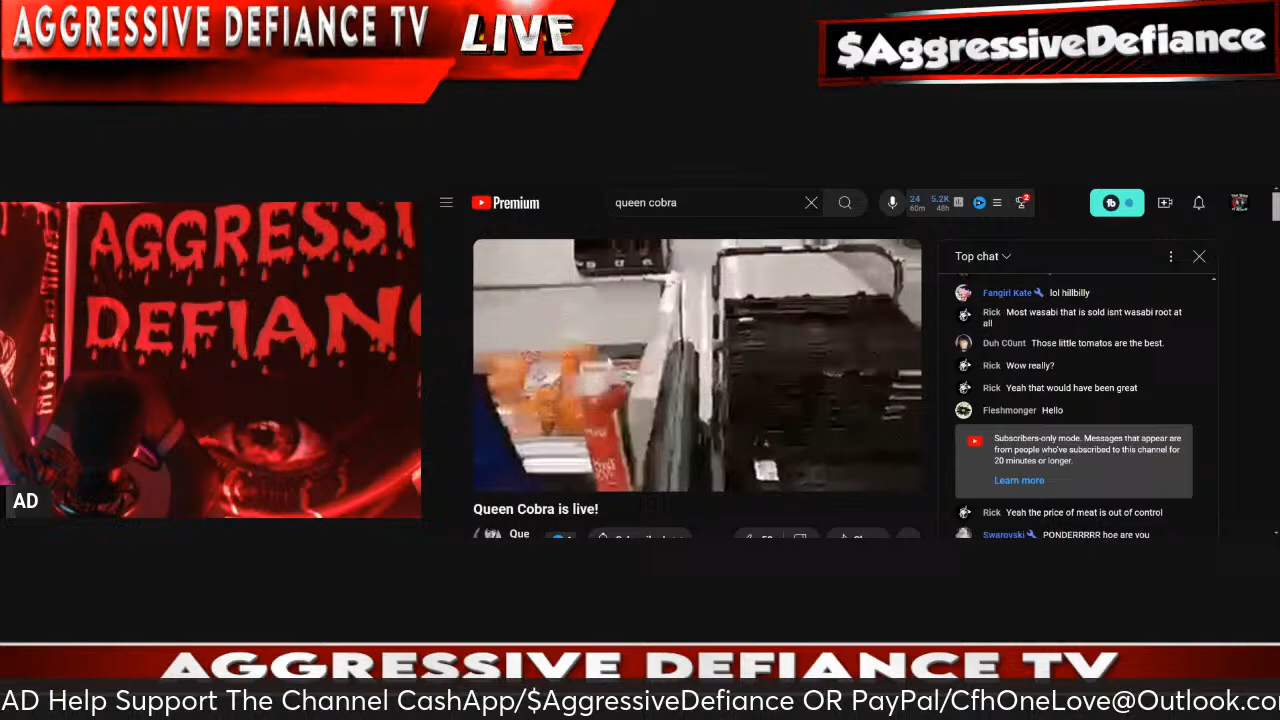 AGGRESSIVE DEFIANCE TV LIVE
$AggressiveDefiance
AGGRESS
DEFIANC
AD
Premium
queen cobra
24
60m
5.2K
48h
2
Queen Cobra is live!
Que
Top chat
Fangirl Kate lol hillbilly
Rick Most wasabi that is sold isnt wasabi root at
all
Duh C0unt Those little tomatos are the best.
Rick Wow really?
Rick Yeah that would have been great
Fleshmonger Hello
Subscribers-only mode. Messages that appear are
from people who've subscribed to this channel for
20 minutes or longer.
Learn more
Rick Yeah the price of meat is out of control
Swarovski PONDERRRRR hoe are you
AGGRESSIVE DEFIANCE TV
AD Help Support The Channel CashApp/$AggressiveDefiance OR PayPal/CfhOneLove@Outlook.co